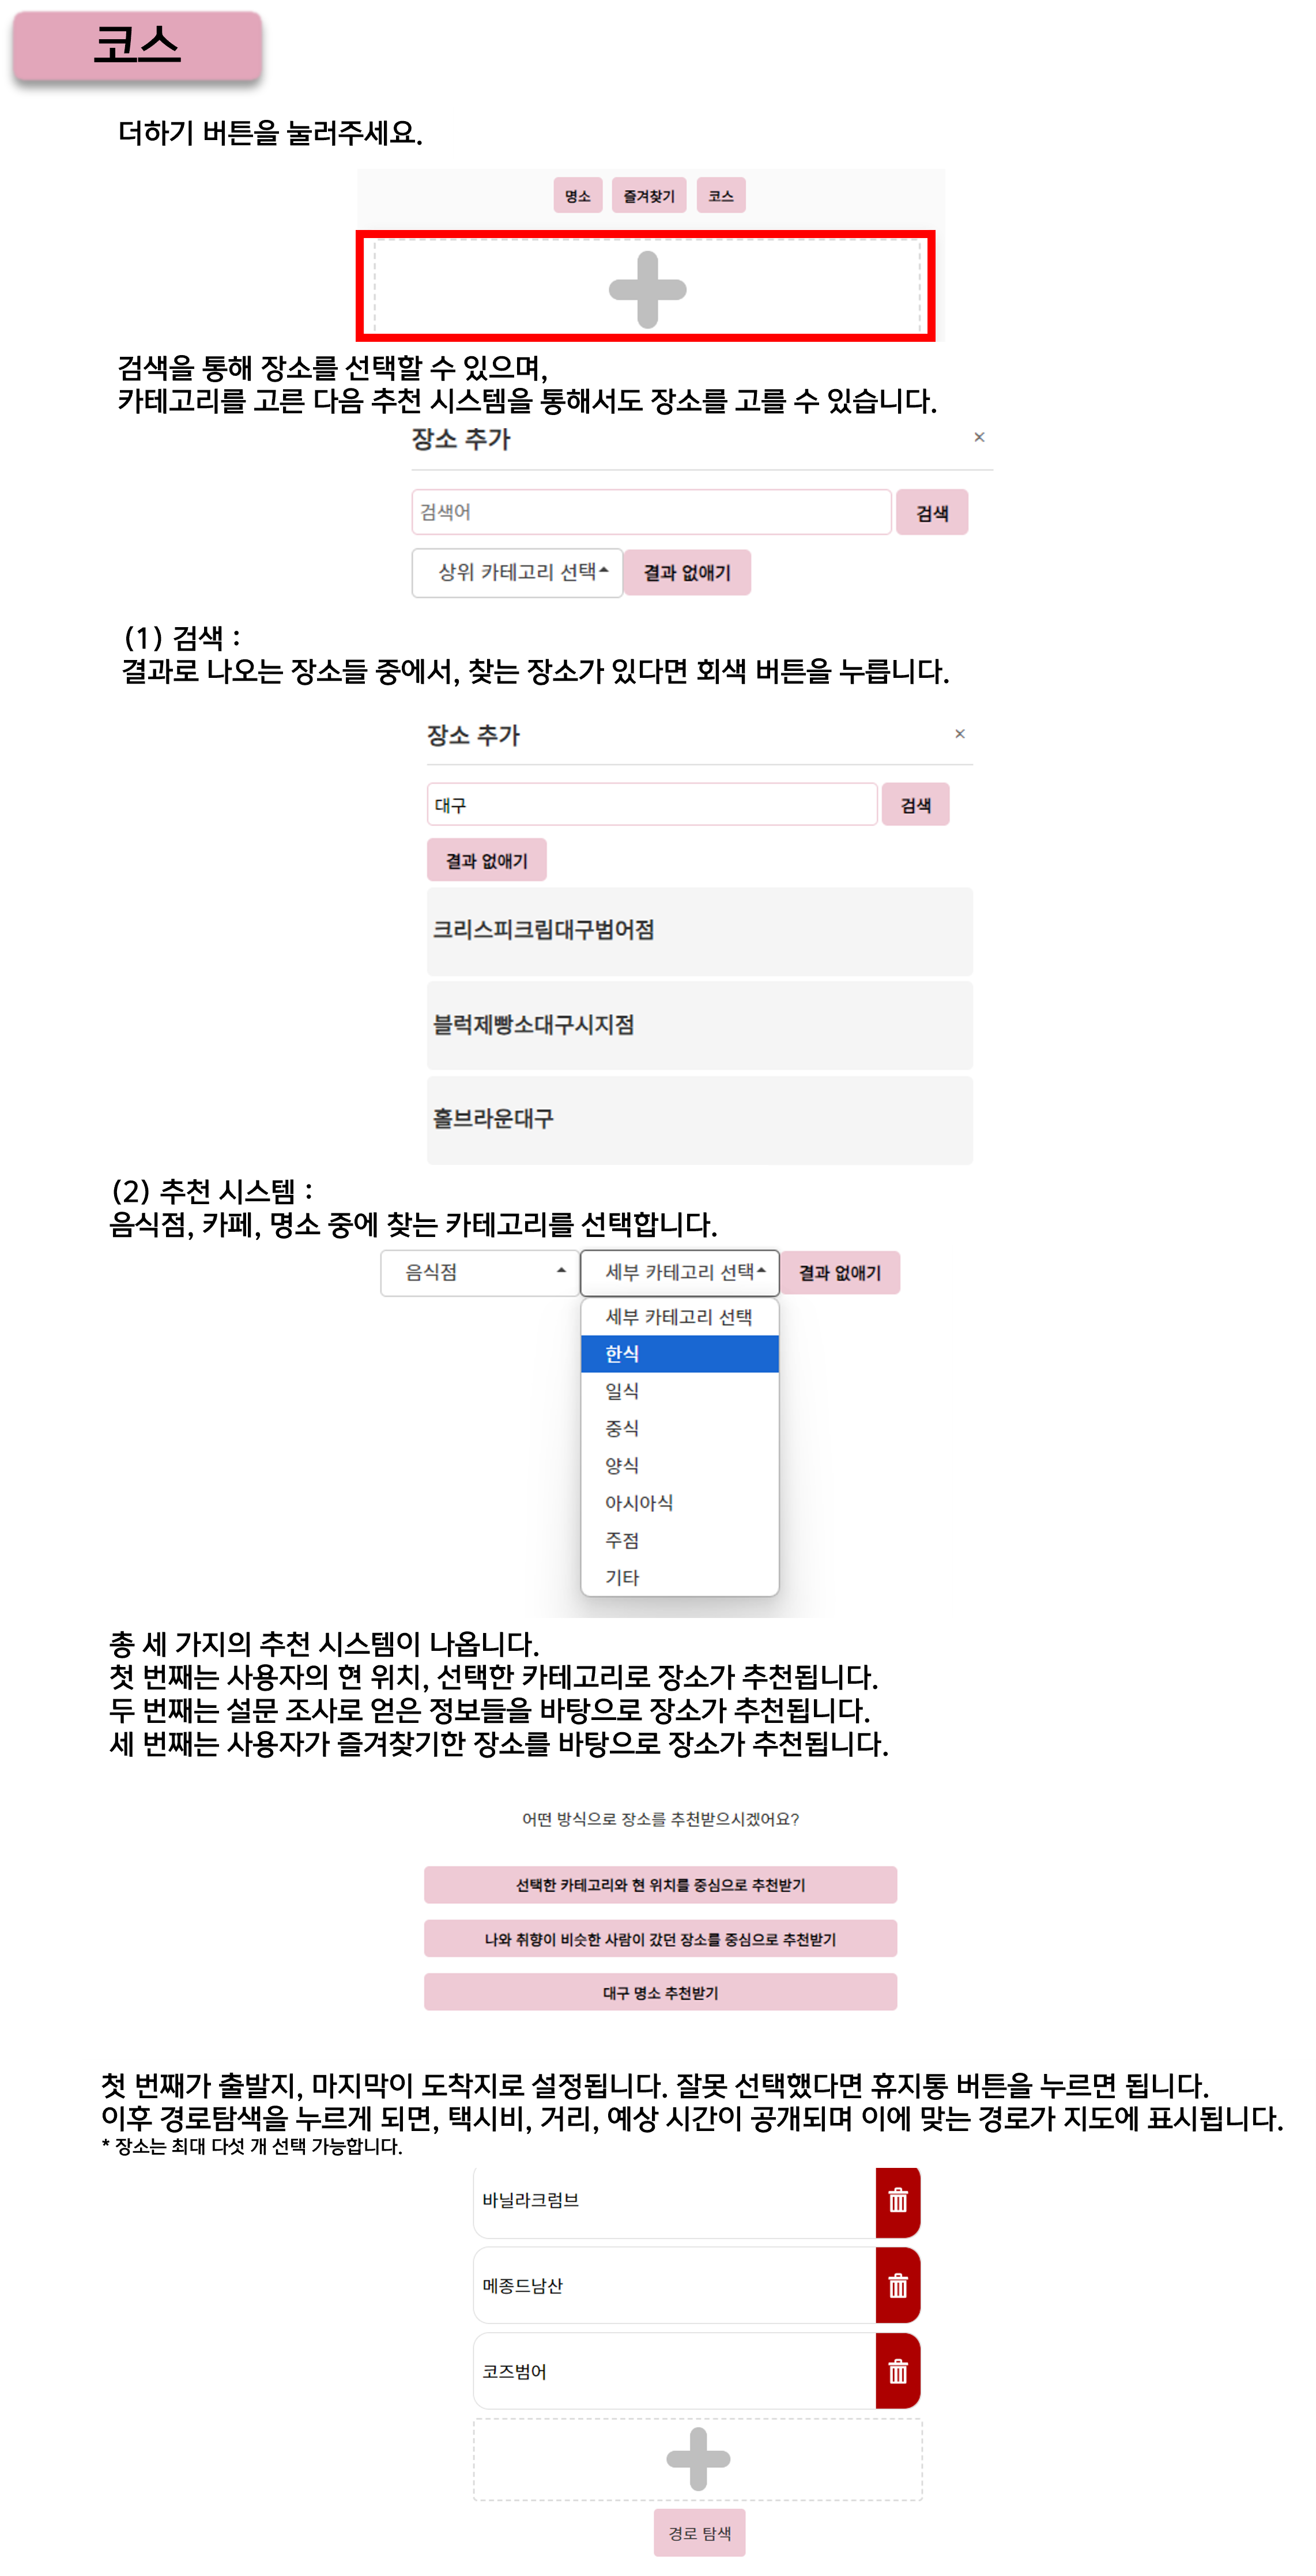 코스
더하기 버튼을 눌러주세요.
명소 즐겨찾기 코스
검색을 통해 장소를 선택할 수 있으며,
카테고리를 고른 다음 추천 시스템을 통해서도 장소를 고를 수 있습니다.
장소 추가 ×
검색어 검색
상위 카테고리 선택 결과 없애기
(1) 검색 :
결과로 나오는 장소들 중에서, 찾는 장소가 있다면 회색 버튼을 누릅니다.
장소 추가 ×
대구 검색
결과 없애기
크리스피크림대구범어점
블럭제빵소대구시지점
홀브라운대구
(2) 추천 시스템 :
음식점, 카페, 명소 중에 찾는 카테고리를 선택합니다.
음식점 세부 카테고리 선택 결과 없애기
세부 카테고리 선택
한식
일식
중식
양식
아시아식
주점
기타
총 세 가지의 추천 시스템이 나옵니다.
첫 번째는 사용자의 현 위치, 선택한 카테고리로 장소가 추천됩니다.
두 번째는 설문 조사로 얻은 정보들을 바탕으로 장소가 추천됩니다.
세 번째는 사용자가 즐겨찾기한 장소를 바탕으로 장소가 추천됩니다.
어떤 방식으로 장소를 추천받으시겠어요?
선택한 카테고리와 현 위치를 중심으로 추천받기
나와 취향이 비슷한 사람이 갔던 장소를 중심으로 추천받기
대구 명소 추천받기
첫 번째가 출발지, 마지막이 도착지로 설정됩니다. 잘못 선택했다면 휴지통 버튼을 누르면 됩니다.
이후 경로탐색을 누르게 되면, 택시비, 거리, 예상 시간이 공개되며 이에 맞는 경로가 지도에 표시됩니다.
* 장소는 최대 다섯 개 선택 가능합니다.
바닐라크럼브
메종드남산
코즈범어
경로 탐색